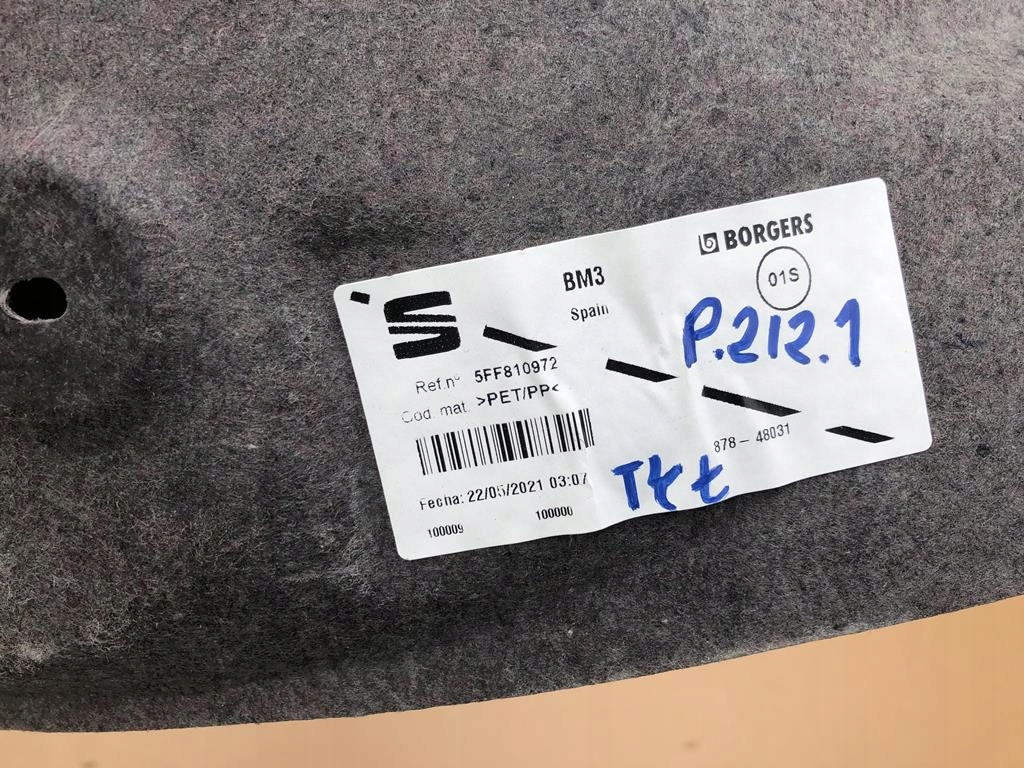 BORGERS
BM3
01S
Spain
P.212.1
Ref.nº 5FF810972
Cod. mat. >PET/PP<
878 – 48031
Fecha: 22/05/2021 03:07
100009 100000